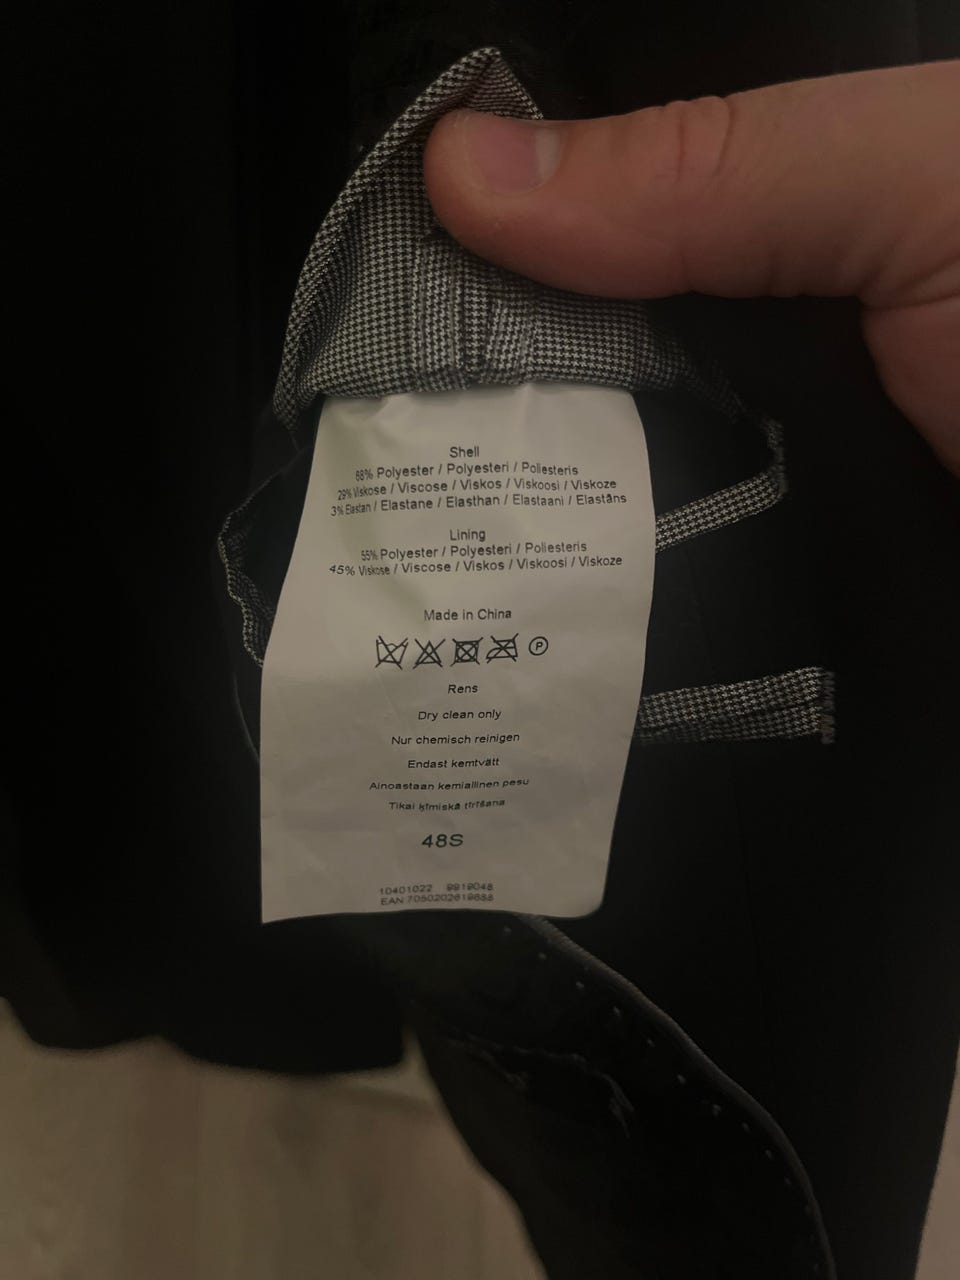 Shell
68% Polyester / Polyesteri / Poliesteris
29% Viskose / Viscose / Viskos / Viskoosi / Viskoze
3% Elastan / Elastane / Elasthan / Elastaani / Elastāns
Lining
55% Polyester / Polyesteri / Poliesteris
45% Viskose / Viscose / Viskos / Viskoosi / Viskoze
Made in China
P
Rens
Dry clean only
Nur chemisch reinigen
Endast kemtvätt
Ainoastaan kemiallinen pesu
Tikai ķīmiskā tīrīšana
48S
10401022 9919048
EAN 7050202619688